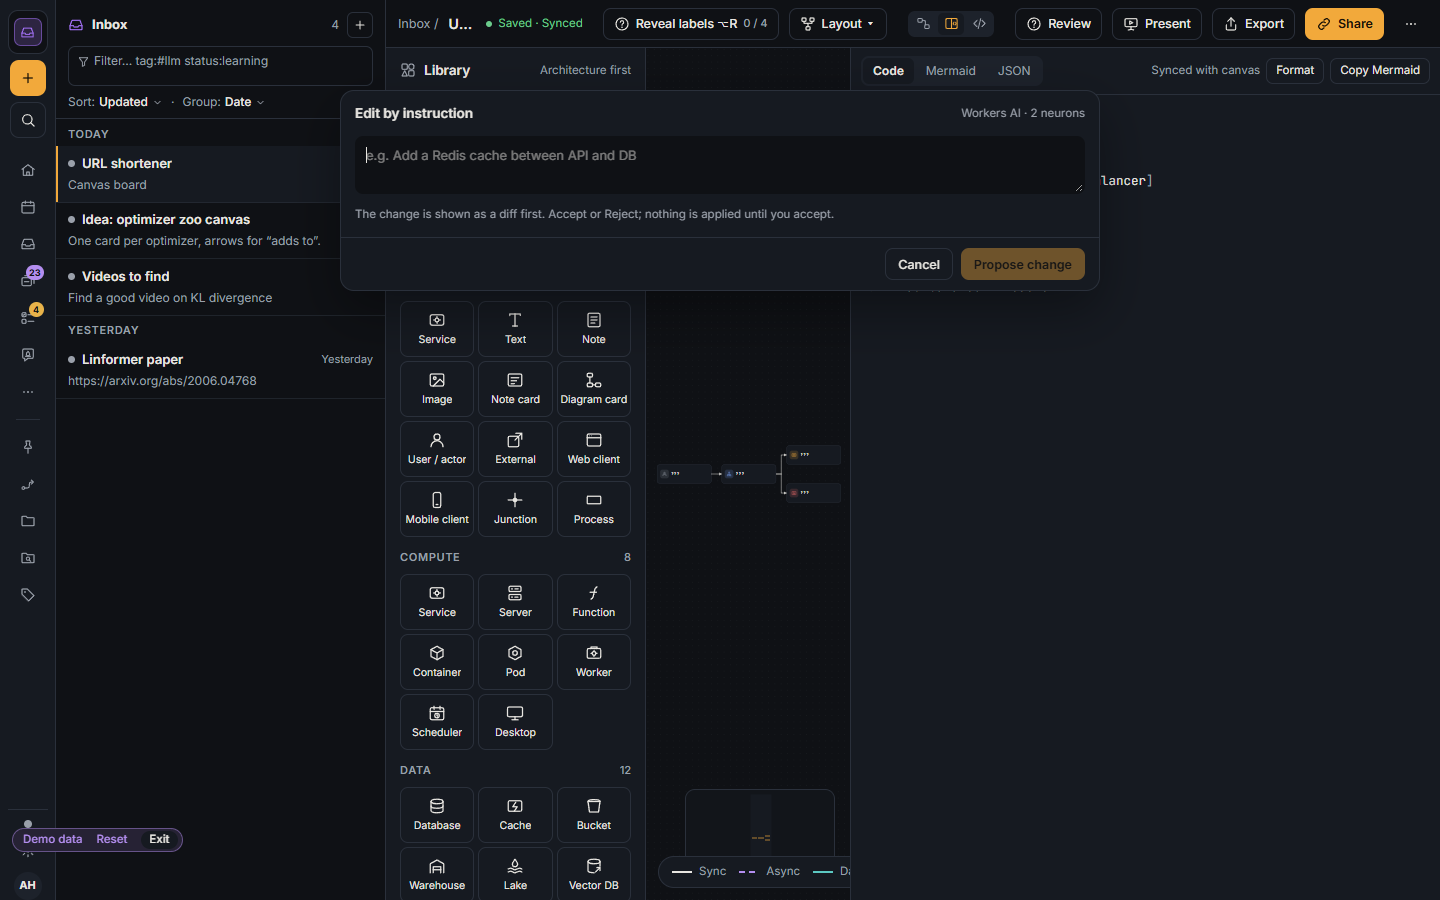 Inbox
4
Filter... tag:#llm status:learning
Sort: Updated · Group: Date
TODAY
URL shortener
Canvas board
Idea: optimizer zoo canvas
One card per optimizer, arrows for “adds to”.
Videos to find
Find a good video on KL divergence
YESTERDAY
Linformer paper
Yesterday
https://arxiv.org/abs/2006.04768
23
4
Demo data Reset Exit
AH
Inbox / U...
Saved · Synced
Reveal labels ⌥R 0 / 4
Layout
Review
Present
Export
Share
Library
Architecture first
Code Mermaid JSON
Synced with canvas
Format
Copy Mermaid
lancer]
Edit by instruction
Workers AI · 2 neurons
e.g. Add a Redis cache between API and DB
The change is shown as a diff first. Accept or Reject; nothing is applied until you accept.
Cancel
Propose change
Service Text Note
Image Note card Diagram card
User / actor External Web client
Mobile client Junction Process
COMPUTE 8
Service Server Function
Container Pod Worker
Scheduler Desktop
DATA 12
Database Cache Bucket
Warehouse Lake Vector DB
Sync Async